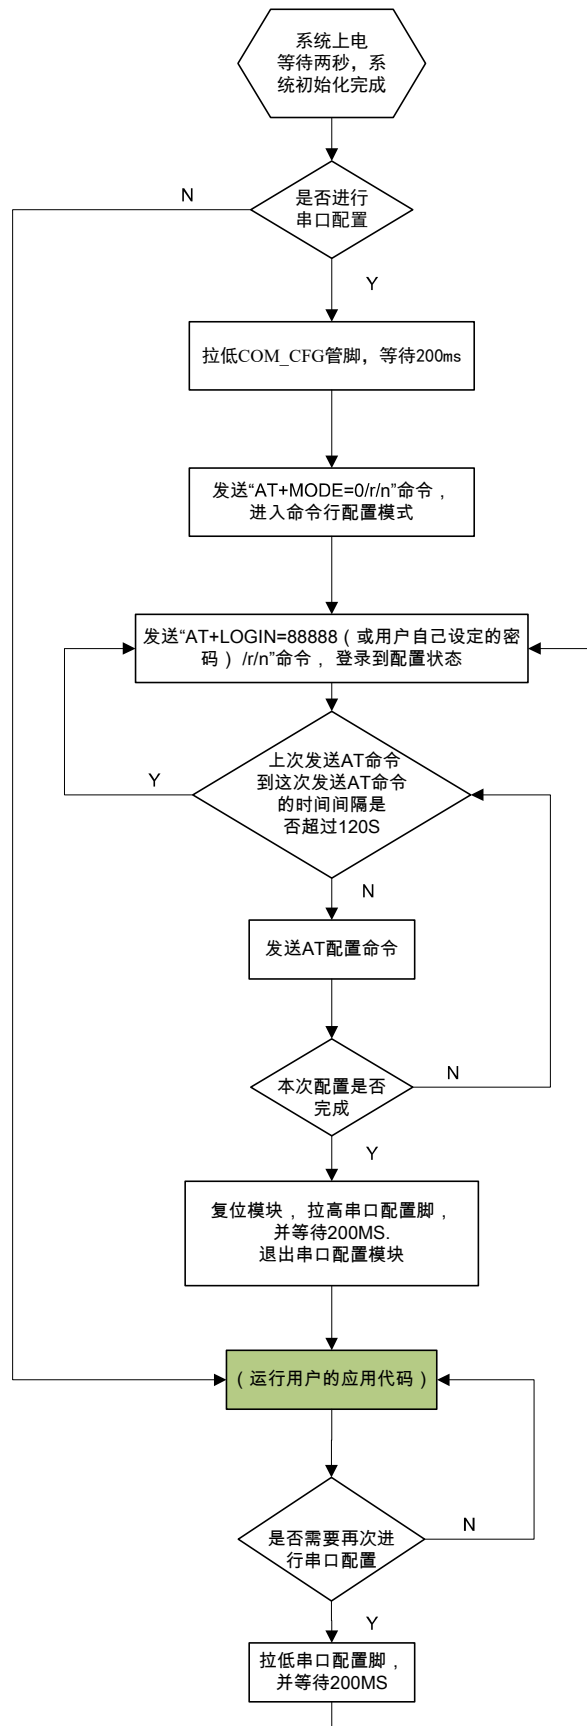 系统上电
等待两秒，系
统初始化完成
N
是否进行
串口配置
Y
拉低COM_CFG管脚，等待200ms
发送“AT+MODE=0/r/n”命令，
进入命令行配置模式
发送“AT+LOGIN=88888（或用户自己设定的密
码） /r/n”命令， 登录到配置状态
上次发送AT命令
到这次发送AT命令
的时间间隔是
否超过120S
Y
N
发送AT配置命令
本次配置是否
完成
N
Y
复位模块， 拉高串口配置脚，
并等待200MS.
退出串口配置模块
（运行用户的应用代码）
是否需要再次进
行串口配置
N
Y
拉低串口配置脚，
并等待200MS